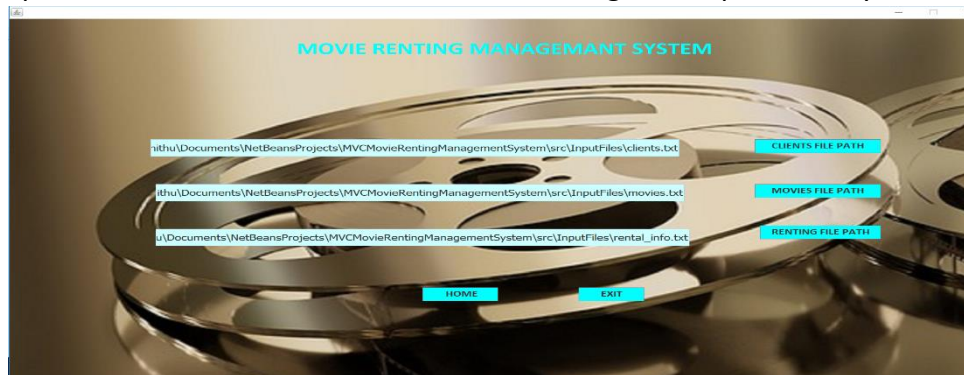 MOVIE RENTING MANAGEMANT SYSTEM
nithu\Documents\NetBeansProjects\MVCMovieRentingManagementSystem\src\InputFiles\clients.txt CLIENTS FILE PATH
ithu\Documents\NetBeansProjects\MVCMovieRentingManagementSystem\src\InputFiles\movies.txt MOVIES FILE PATH
u\Documents\NetBeansProjects\MVCMovieRentingManagementSystem\src\InputFiles\rental_info.txt RENTING FILE PATH
HOME EXIT